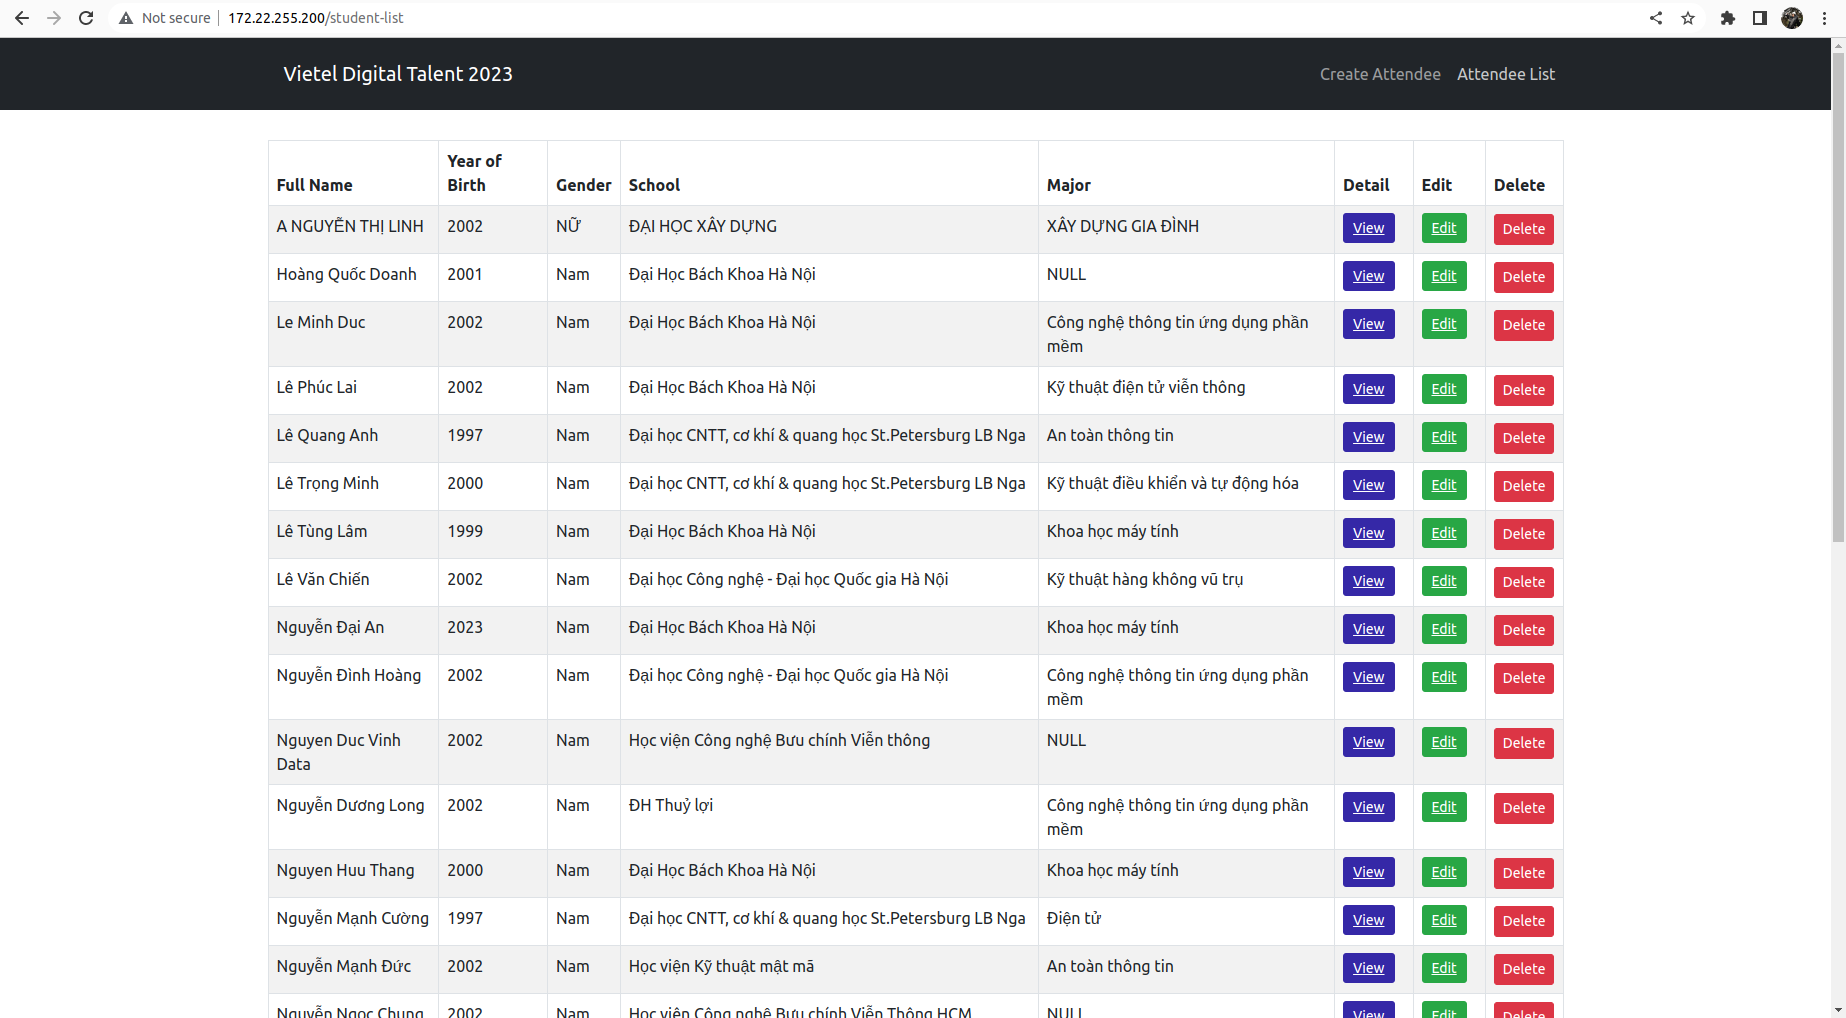 Not secure 172.22.255.200/student-list
Vietel Digital Talent 2023 Create Attendee Attendee List
Full Name Year of Birth Gender School Major Detail Edit Delete
A NGUYỄN THỊ LINH 2002 NỮ ĐẠI HỌC XÂY DỰNG XÂY DỰNG GIA ĐÌNH View Edit Delete
Hoàng Quốc Doanh 2001 Nam Đại Học Bách Khoa Hà Nội NULL View Edit Delete
Le Minh Duc 2002 Nam Đại Học Bách Khoa Hà Nội Công nghệ thông tin ứng dụng phần mềm View Edit Delete
Lê Phúc Lai 2002 Nam Đại Học Bách Khoa Hà Nội Kỹ thuật điện tử viễn thông View Edit Delete
Lê Quang Anh 1997 Nam Đại học CNTT, cơ khí & quang học St.Petersburg LB Nga An toàn thông tin View Edit Delete
Lê Trọng Minh 2000 Nam Đại học CNTT, cơ khí & quang học St.Petersburg LB Nga Kỹ thuật điều khiển và tự động hóa View Edit Delete
Lê Tùng Lâm 1999 Nam Đại Học Bách Khoa Hà Nội Khoa học máy tính View Edit Delete
Lê Văn Chiến 2002 Nam Đại học Công nghệ - Đại học Quốc gia Hà Nội Kỹ thuật hàng không vũ trụ View Edit Delete
Nguyễn Đại An 2023 Nam Đại Học Bách Khoa Hà Nội Khoa học máy tính View Edit Delete
Nguyễn Đình Hoàng 2002 Nam Đại học Công nghệ - Đại học Quốc gia Hà Nội Công nghệ thông tin ứng dụng phần mềm View Edit Delete
Nguyen Duc Vinh Data 2002 Nam Học viện Công nghệ Bưu chính Viễn thông NULL View Edit Delete
Nguyễn Dương Long 2002 Nam ĐH Thuỷ lợi Công nghệ thông tin ứng dụng phần mềm View Edit Delete
Nguyen Huu Thang 2000 Nam Đại Học Bách Khoa Hà Nội Khoa học máy tính View Edit Delete
Nguyễn Mạnh Cường 1997 Nam Đại học CNTT, cơ khí & quang học St.Petersburg LB Nga Điện tử View Edit Delete
Nguyễn Mạnh Đức 2002 Nam Học viện Kỹ thuật mật mã An toàn thông tin View Edit Delete
Nguyễn Ngọc Chung 2002 Nam Học viện Công nghệ Bưu chính Viễn Thông HCM NULL View Edit Delete